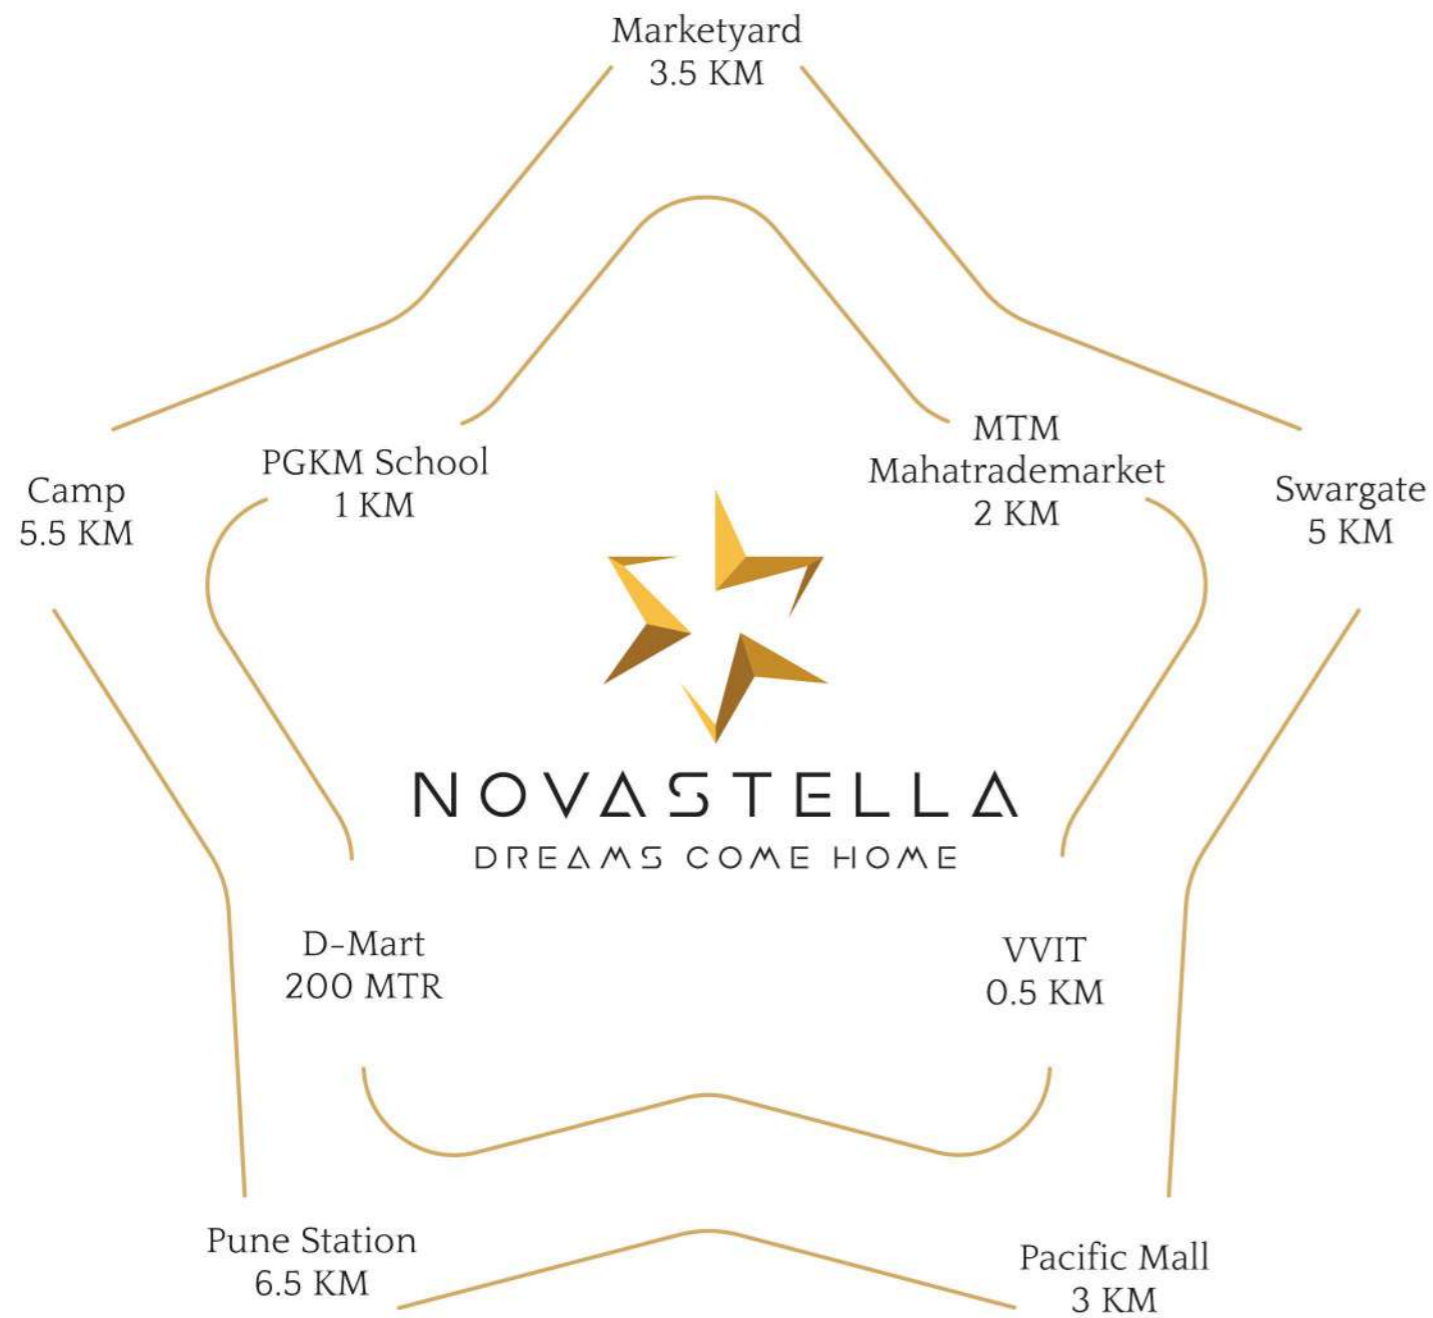 Marketyard
3.5 KM
MTM
Mahatrademarket
2 KM
PGKM School
1 KM
Camp
5.5 KM
Swargate
5 KM
NOVASTELLA
DREAMS COME HOME
D-Mart
200 MTR
VVIT
0.5 KM
Pune Station
6.5 KM
Pacific Mall
3 KM